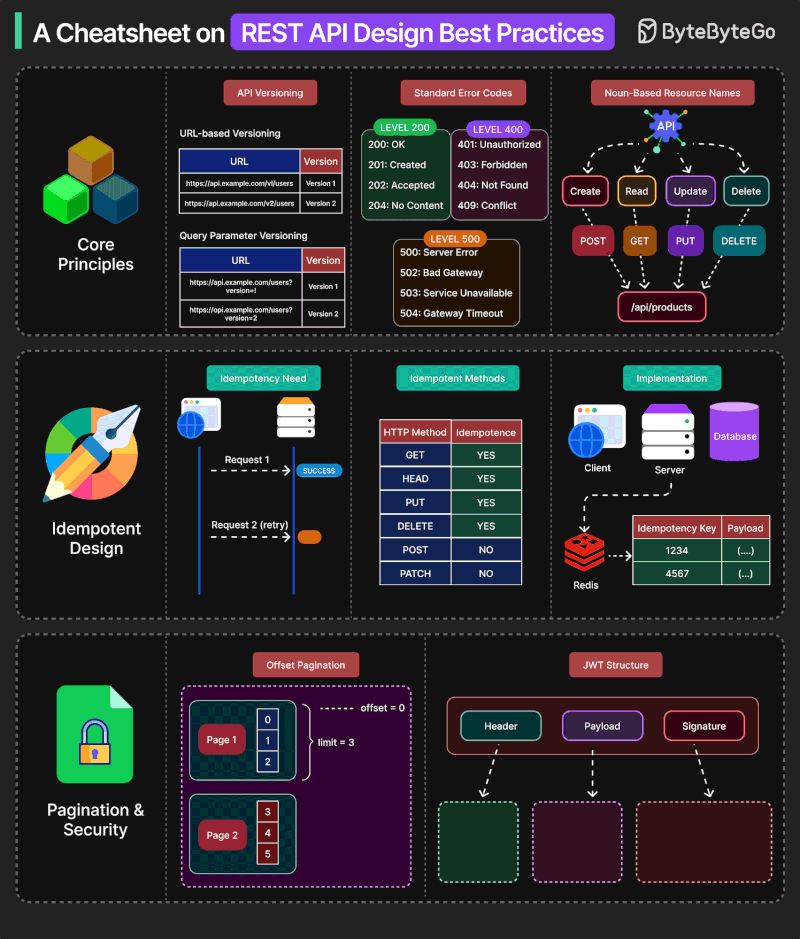 A Cheatsheet on REST API Design Best Practices
ByteByteGo
Core
Principles
API Versioning
URL-based Versioning
URL Version
https://api.example.com/v1/users Version 1
https://api.example.com/v2/users Version 2
Query Parameter Versioning
URL Version
https://api.example.com/users?
version=1 Version 1
https://api.example.com/users?
version=2 Version 2
Standard Error Codes
LEVEL 200
200: OK
201: Created
202: Accepted
204: No Content
LEVEL 400
401: Unauthorized
403: Forbidden
404: Not Found
409: Conflict
LEVEL 500
500: Server Error
502: Bad Gateway
503: Service Unavailable
504: Gateway Timeout
Noun-Based Resource Names
API
Create Read Update Delete
POST GET PUT DELETE
/api/products
Idempotent
Design
Idempotency Need
Request 1
SUCCESS
Request 2 (retry)
Idempotent Methods
HTTP Method Idempotence
GET YES
HEAD YES
PUT YES
DELETE YES
POST NO
PATCH NO
Implementation
Client
Server
Database
Redis
Idempotency Key Payload
1234 (....)
4567 (...)
Pagination &
Security
Offset Pagination
offset = 0
Page 1
0
1
2
limit = 3
Page 2
3
4
5
JWT Structure
Header Payload Signature